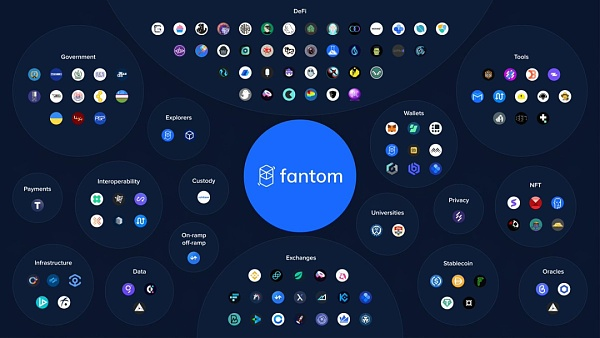 DeFi
Government
Tools
Explorers
Wallets
fantom
Payments
Interoperability
Custody
Universities
Privacy
NFT
On-ramp
off-ramp
Infrastructure
Data
Exchanges
Stablecoin
Oracles